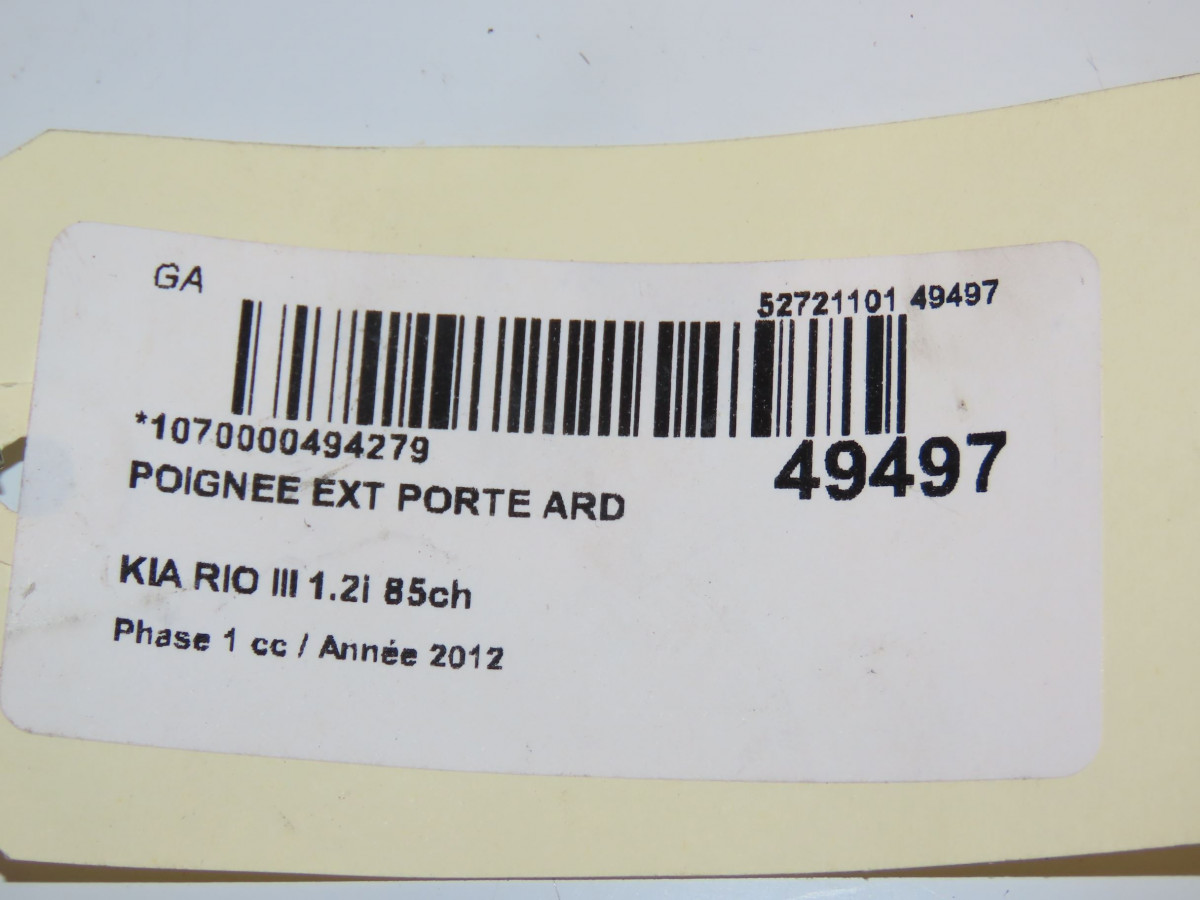 GA
52721101 49497
*1070000494279
49497
POIGNEE EXT PORTE ARD
KIA RIO III 1.2i 85ch
Phase 1 cc / Année 2012